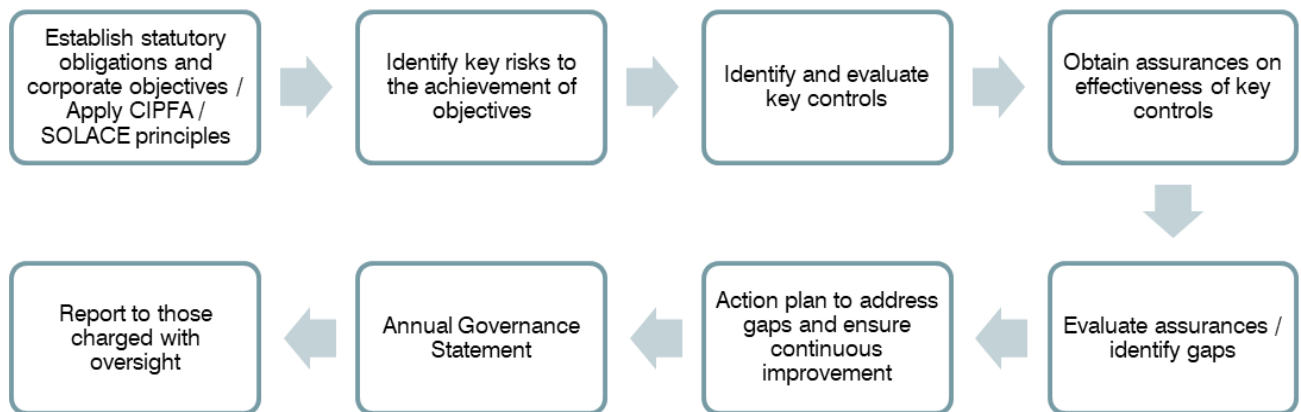 Establish statutory
obligations and
corporate objectives /
Apply CIPFA /
SOLACE principles
Identify key risks to
the achievement of
objectives
Identify and evaluate
key controls
Obtain assurances on
effectiveness of key
controls
Evaluate assurances /
identify gaps
Action plan to address
gaps and ensure
continuous
improvement
Annual Governance
Statement
Report to those
charged with
oversight